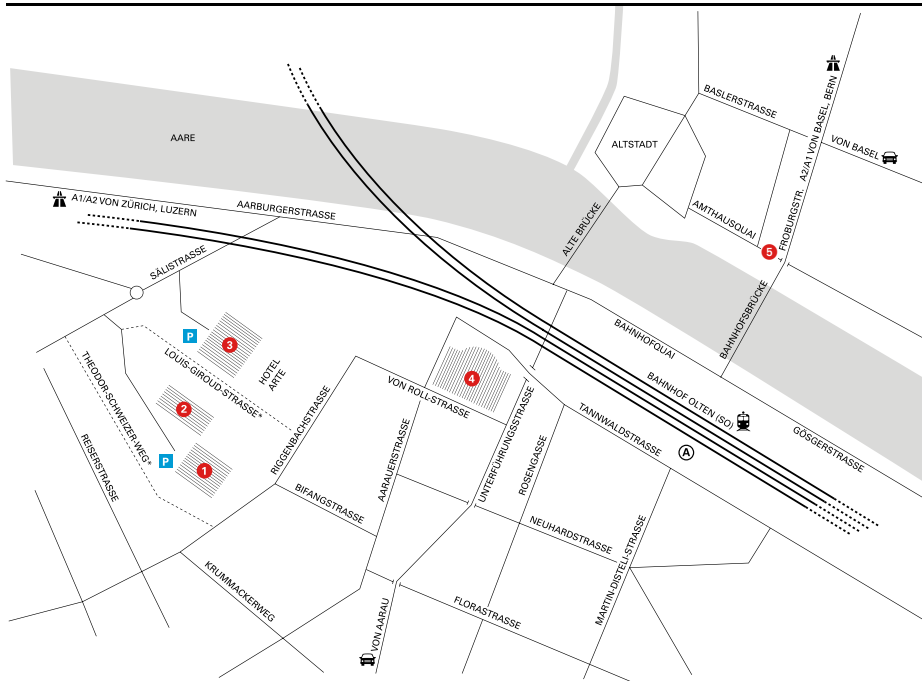 BASLERSTRASSE
A2/A1 VON BASEL, BERN
VON BASEL
AARE
ALTSTADT
A1/A2 VON ZÜRICH, LUZERN
AARBURGERSTRASSE
AMTHAUSQUAI
FROBURGSTR.
ALTE BRÜCKE
5
SÄLISTRASSE
BAHNHOFSBRÜCKE
P
3
BAHNHOFQUAI
LOUIS-GIROUD-STRASSE*
HOTEL
ARTE
4
VON ROLL-STRASSE
BAHNHOF OLTEN (SO)
THEODOR-SCHWEIZER-WEG*
2
RIGGENBACHSTRASSE
TANNWALDSTRASSE
GÖSGERSTRASSE
REISERSTRASSE
P
1
AARAUERSTRASSE
UNTERFÜHRUNGSSTRASSE
ROSENGASSE
A
BIFANGSTRASSE
NEUHARDSTRASSE
MARTIN-DISTELI-STRASSE
KRUMMACKERWEG
FLORASTRASSE
VON AARAU